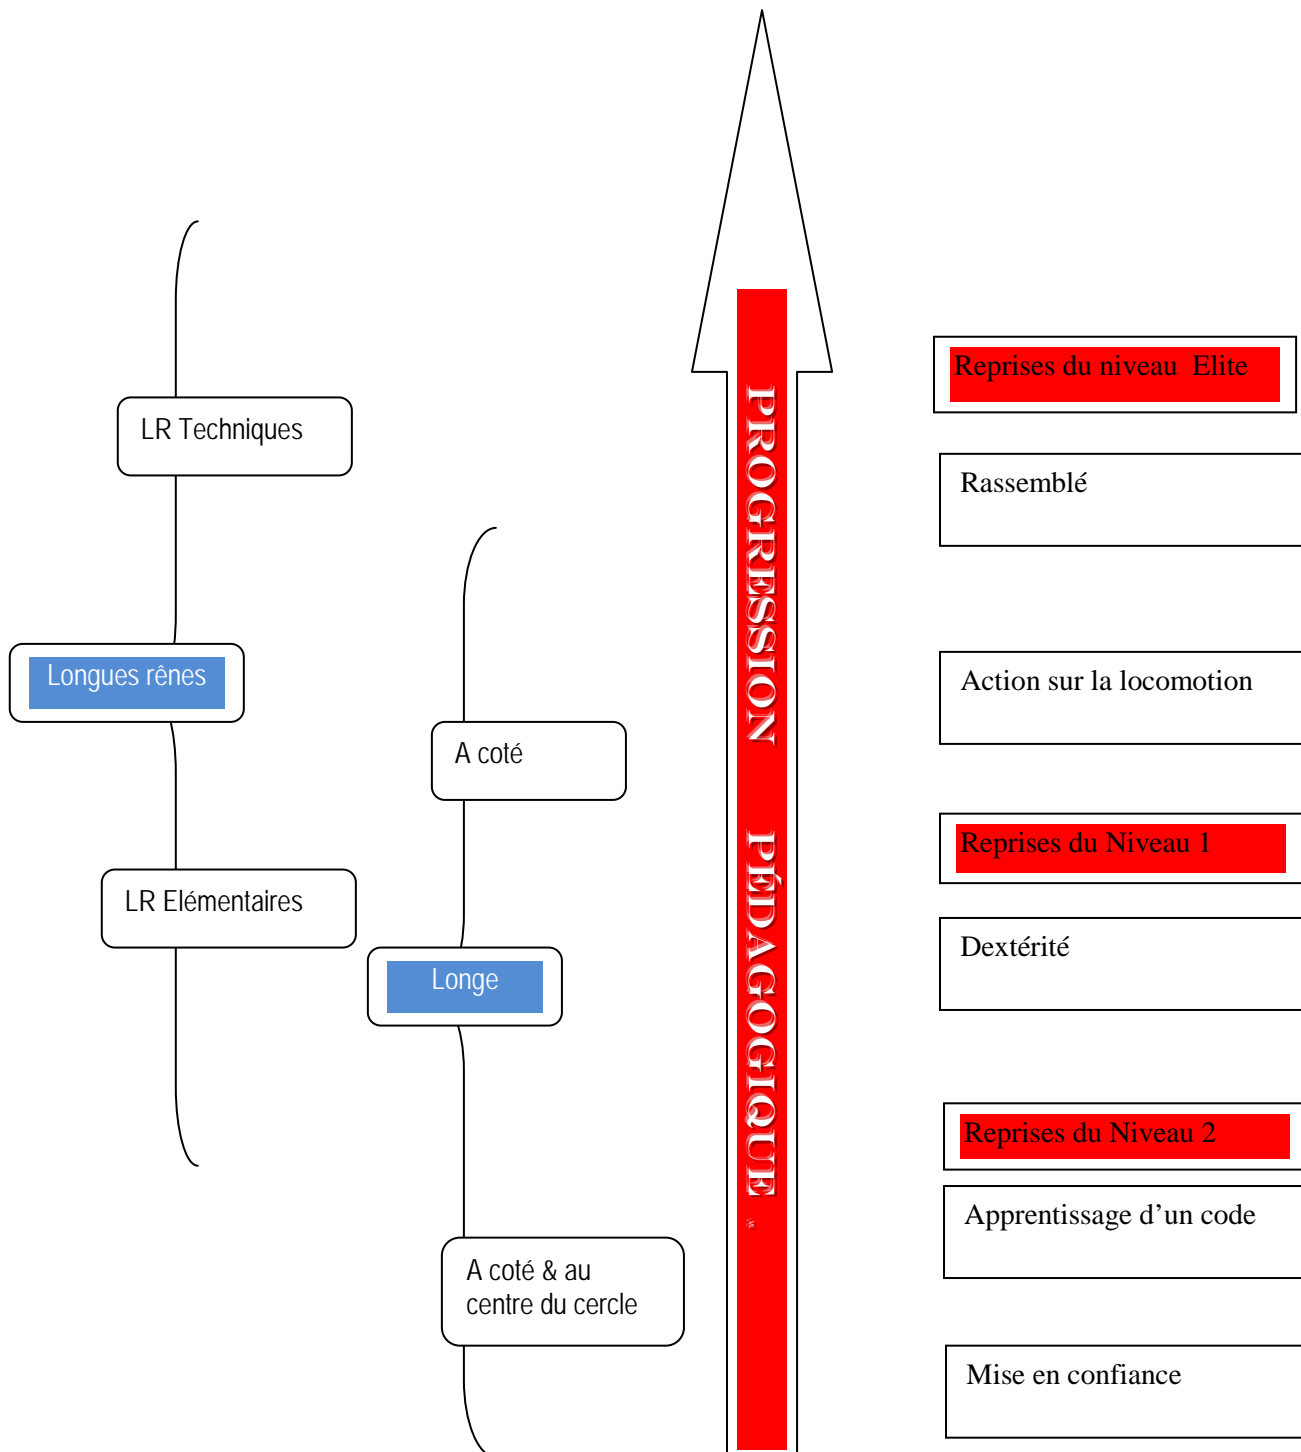 LR Techniques
Longues rênes
LR Elémentaires
A coté
Longe
A coté & au
centre du cercle
PROGRESSION PÉDAGOGIQUE
Reprises du niveau Elite
Rassemblé
Action sur la locomotion
Reprises du Niveau 1
Dextérité
Reprises du Niveau 2
Apprentissage d’un code
Mise en confiance